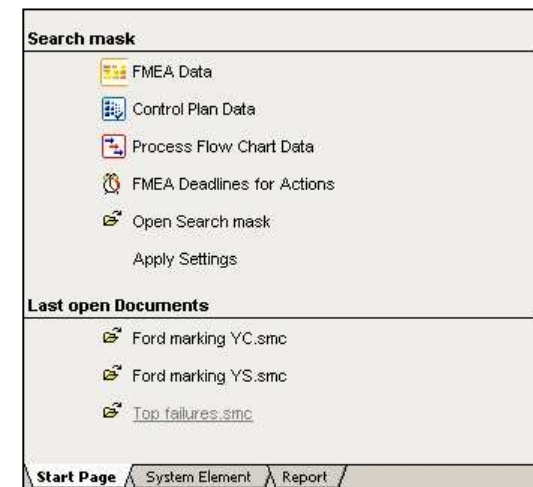 Search mask
FMEA Data
Control Plan Data
Process Flow Chart Data
FMEA Deadlines for Actions
Open Search mask
Apply Settings
Last open Documents
Ford marking YC.smc
Ford marking YS.smc
Top failures.smc
Start Page System Element Report